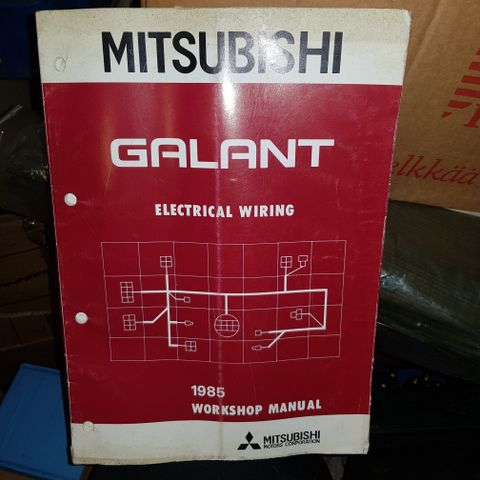 MITSUBISHI
GALANT
ELECTRICAL WIRING
1985
WORKSHOP MANUAL
MITSUBISHI
MOTORS CORPORATION
elkkää